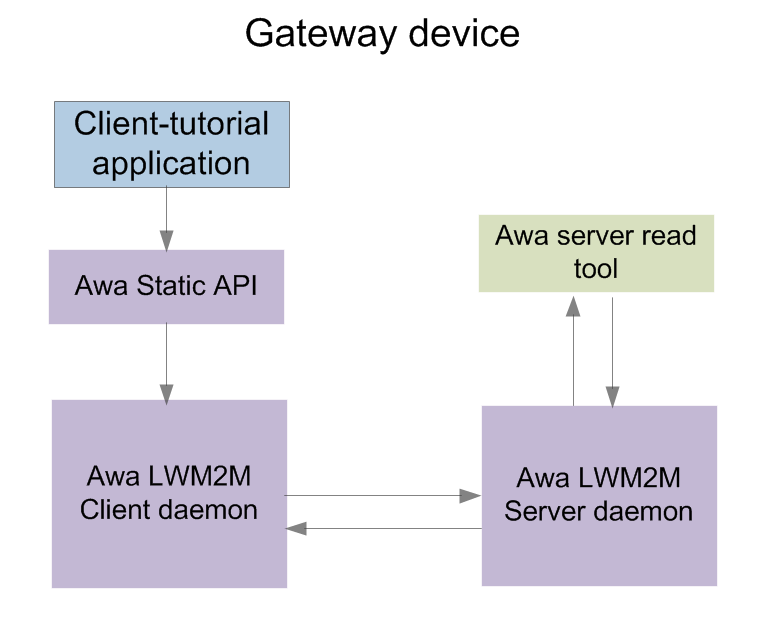 Gateway device
Client-tutorial
application
Awa server read
tool
Awa Static API
Awa LWM2M
Client daemon
Awa LWM2M
Server daemon